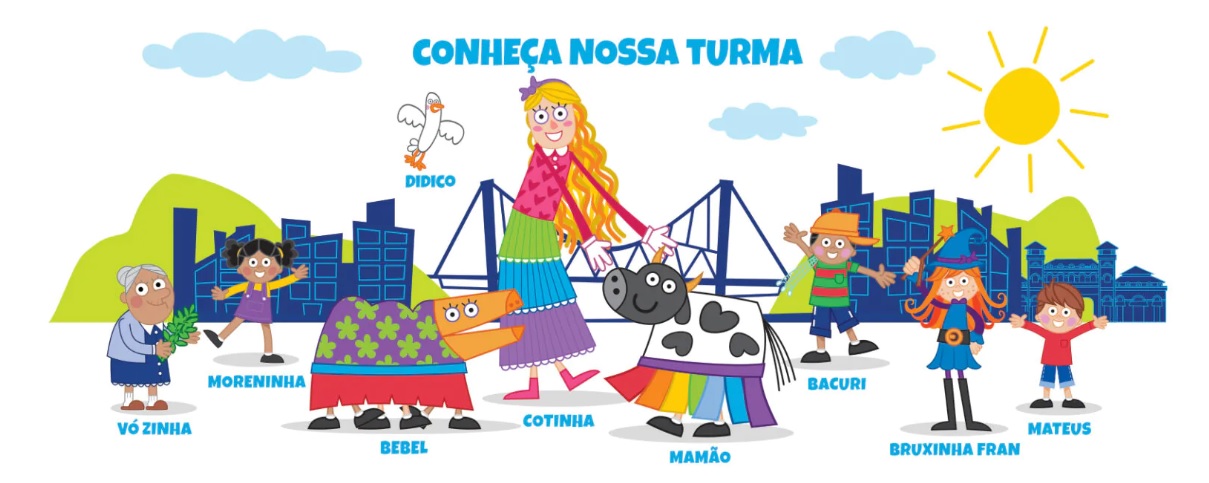 CONHEÇA NOSSA TURMA
DIDICO
VÓ ZINHA
MORENINHA
BEBEL
COTINHA
MAMÃO
BACURI
BRUXINHA FRAN
MATEUS